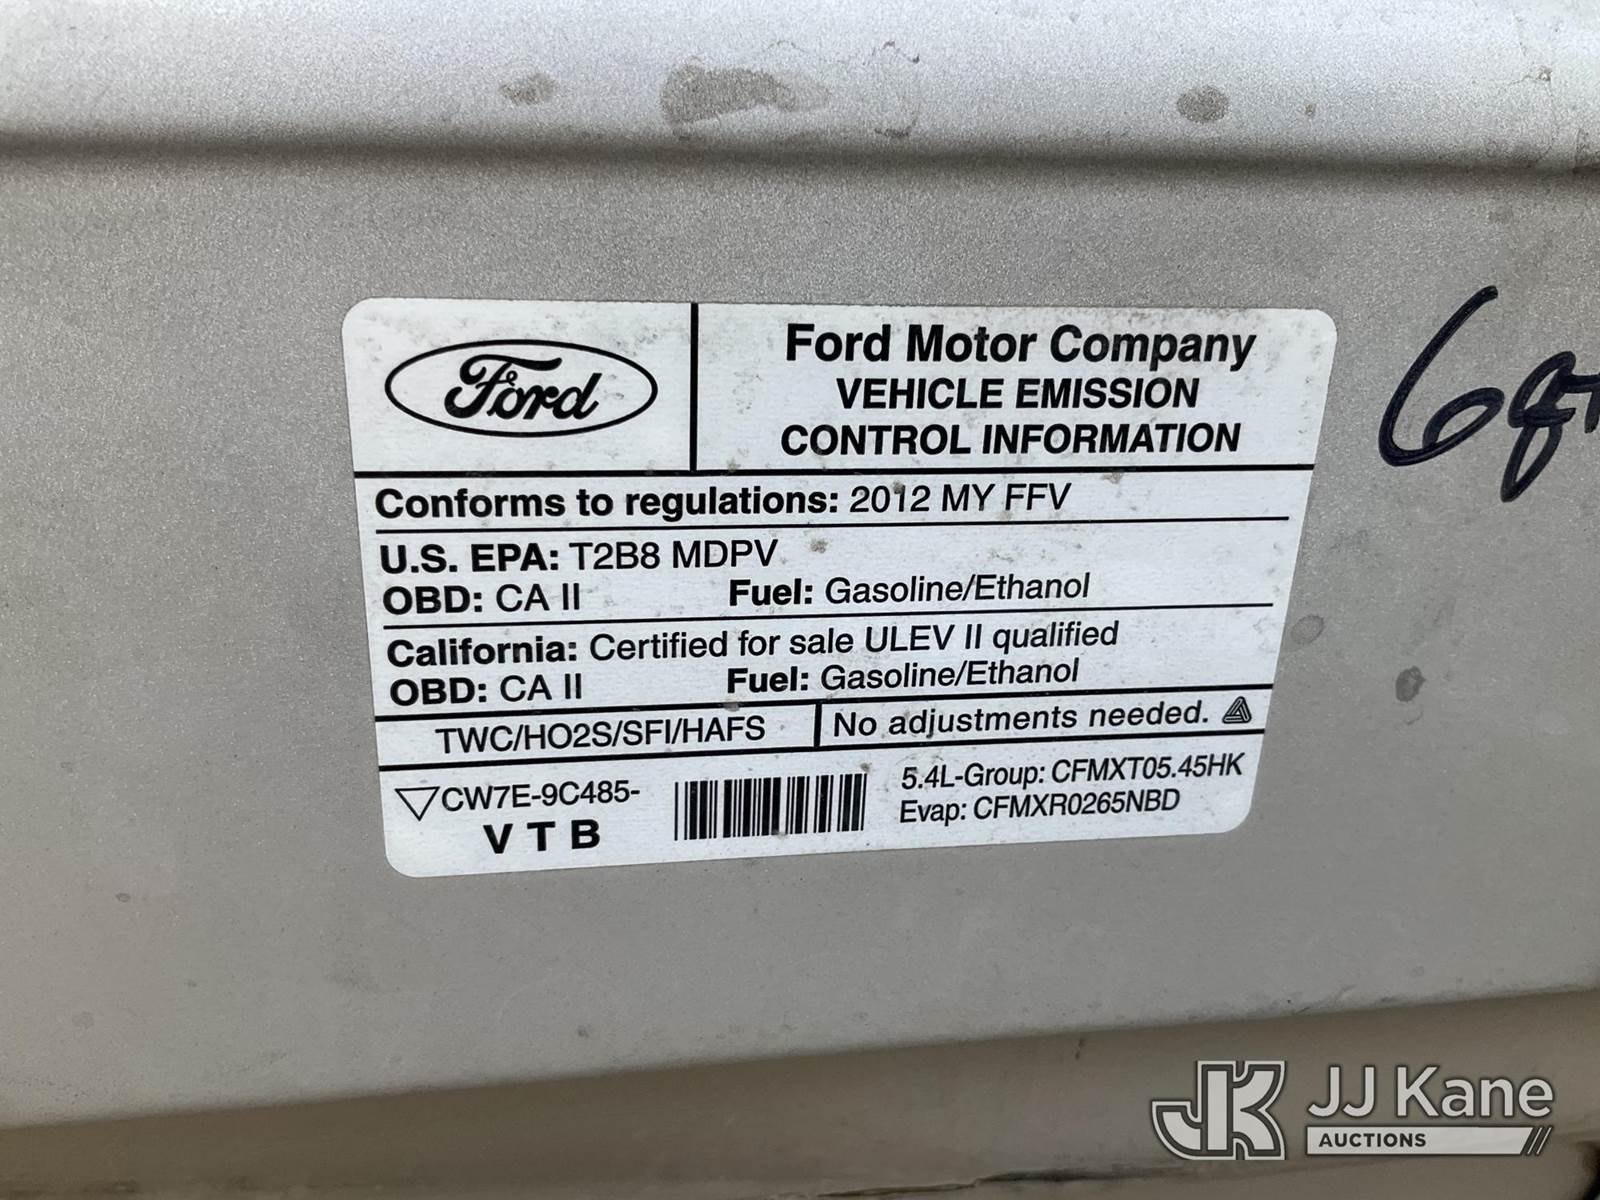 Ford
Ford Motor Company
VEHICLE EMISSION
CONTROL INFORMATION
Conforms to regulations: 2012 MY FFV
U.S. EPA: T2B8 MDPV
OBD: CA II Fuel: Gasoline/Ethanol
California: Certified for sale ULEV II qualified
OBD: CA II Fuel: Gasoline/Ethanol
TWC/HO2S/SFI/HAFS No adjustments needed.
CW7E-9C485-
V T B
5.4L-Group: CFMXT05.45HK
Evap: CFMXR0265NBD
6
JK JJ Kane
AUCTIONS